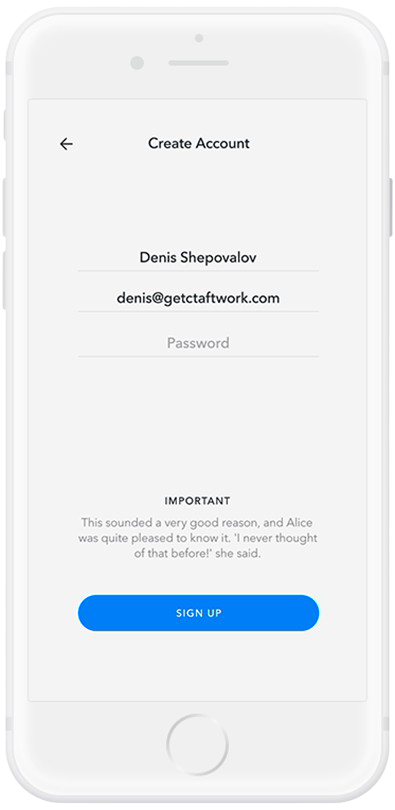 Create Account
Denis Shepovalov
denis@getctaftwork.com
Password
IMPORTANT
This sounded a very good reason, and Alice
was quite pleased to know it. 'I never thought
of that before!' she said.
SIGN UP